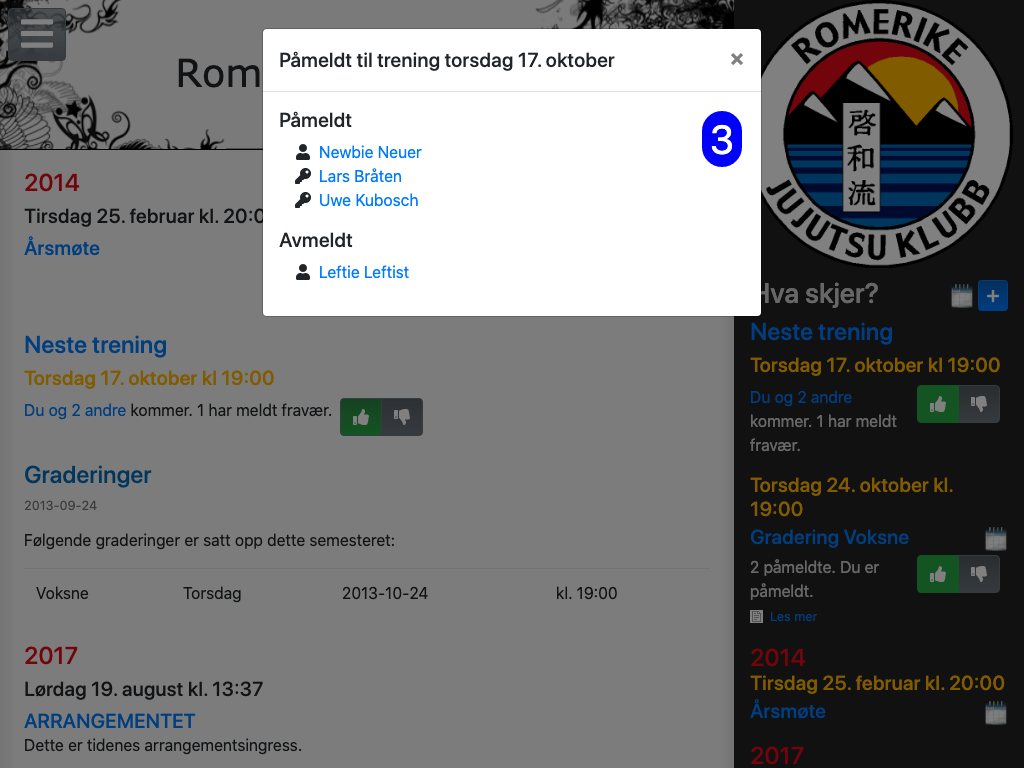 Rom
Påmeldt til trening torsdag 17. oktober
×
Påmeldt
3
Newbie Neuer
Lars Bråten
Uwe Kubosch
Avmeldt
Leftie Leftist
2014
Tirsdag 25. februar kl. 20:0
Årsmøte
Neste trening
Torsdag 17. oktober kl 19:00
Du og 2 andre kommer. 1 har meldt fravær.
Graderinger
2013-09-24
Følgende graderinger er satt opp dette semesteret:
Voksne Torsdag 2013-10-24 kl. 19:00
2017
Lørdag 19. august kl. 13:37
ARRANGEMENTET
Dette er tidenes arrangementsingress.
ROMERIKE
啓和流
JUJUTSU KLUBB
Hva skjer?
+
Neste trening
Torsdag 17. oktober kl 19:00
Du og 2 andre
kommer. 1 har meldt
fravær.
Torsdag 24. oktober kl.
19:00
Gradering Voksne
2 påmeldte. Du er
påmeldt.
Les mer
2014
Tirsdag 25. februar kl. 20:00
Årsmøte
2017